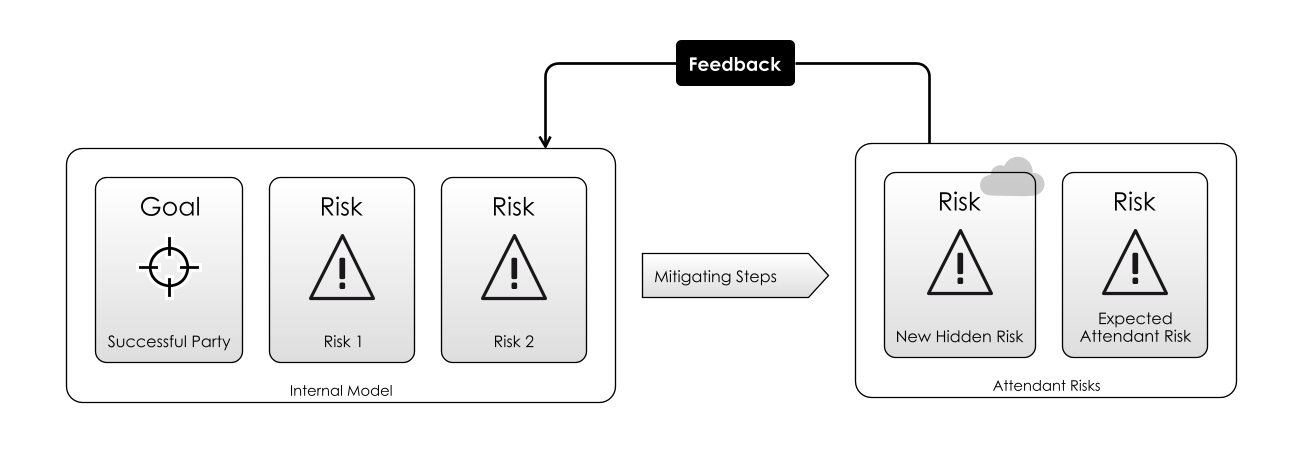 Feedback
Goal
Successful Party
Risk
Risk 1
Risk
Risk 2
Internal Model
Mitigating Steps
Risk
New Hidden Risk
Risk
Expected
Attendant Risk
Attendant Risks